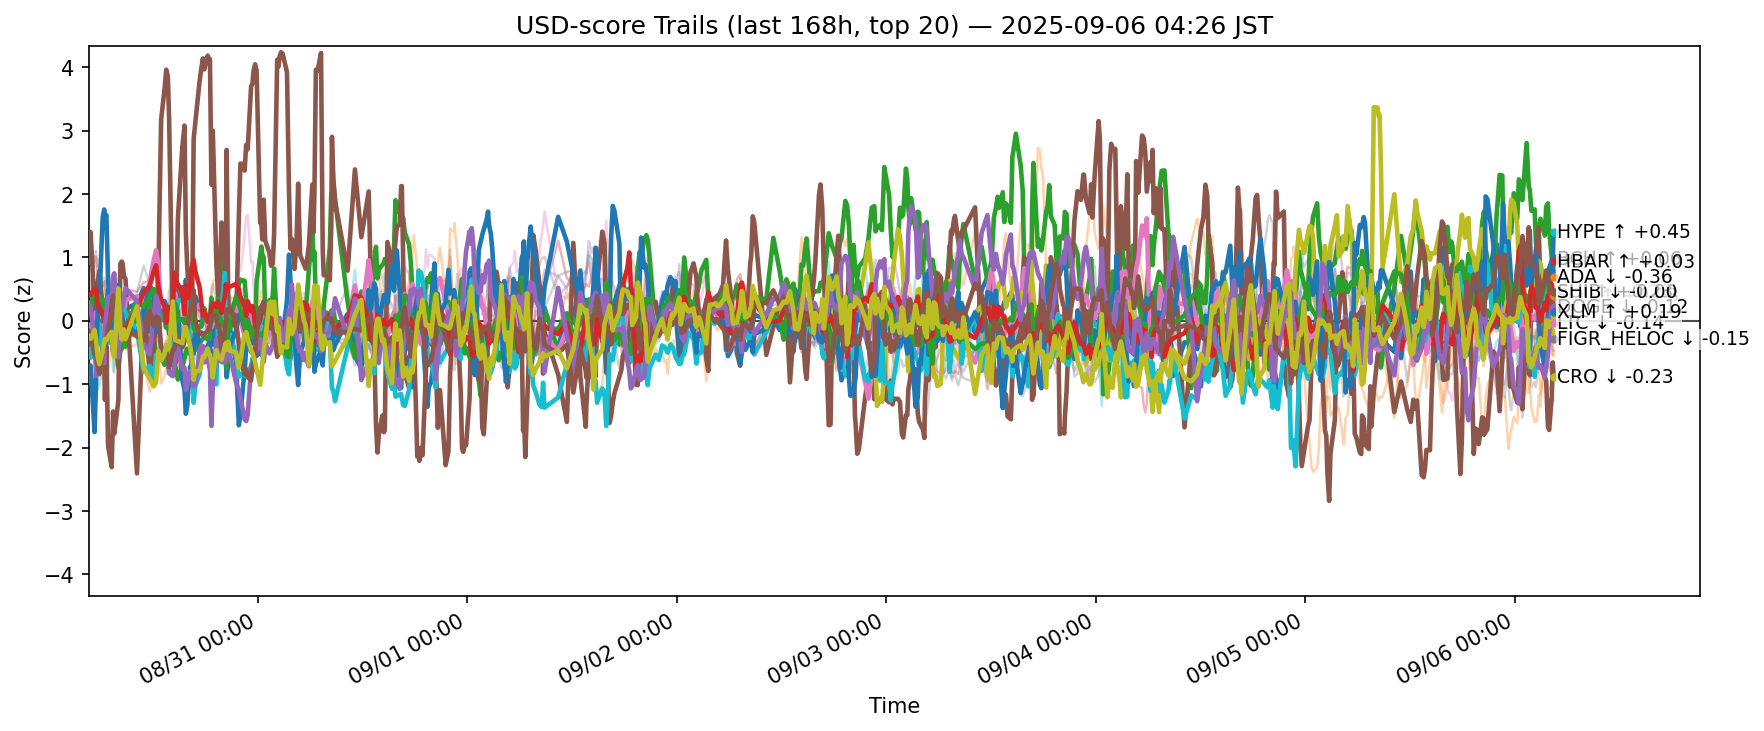 USD-score Trails (last 168h, top 20) — 2025-09-06 04:26 JST
Score (z)
4
3
2
1
0
−1
−2
−3
−4
HYPE ↑ +0.45
HBAR ↑ +0.03
ADA ↓ -0.36
SHIB ↓ -0.00
XLM ↑ +0.19
LTC ↓ -0.14
FIGR_HELOC ↓ -0.15
CRO ↓ -0.23
08/31 00:00
09/01 00:00
09/02 00:00
09/03 00:00
09/04 00:00
09/05 00:00
09/06 00:00
Time